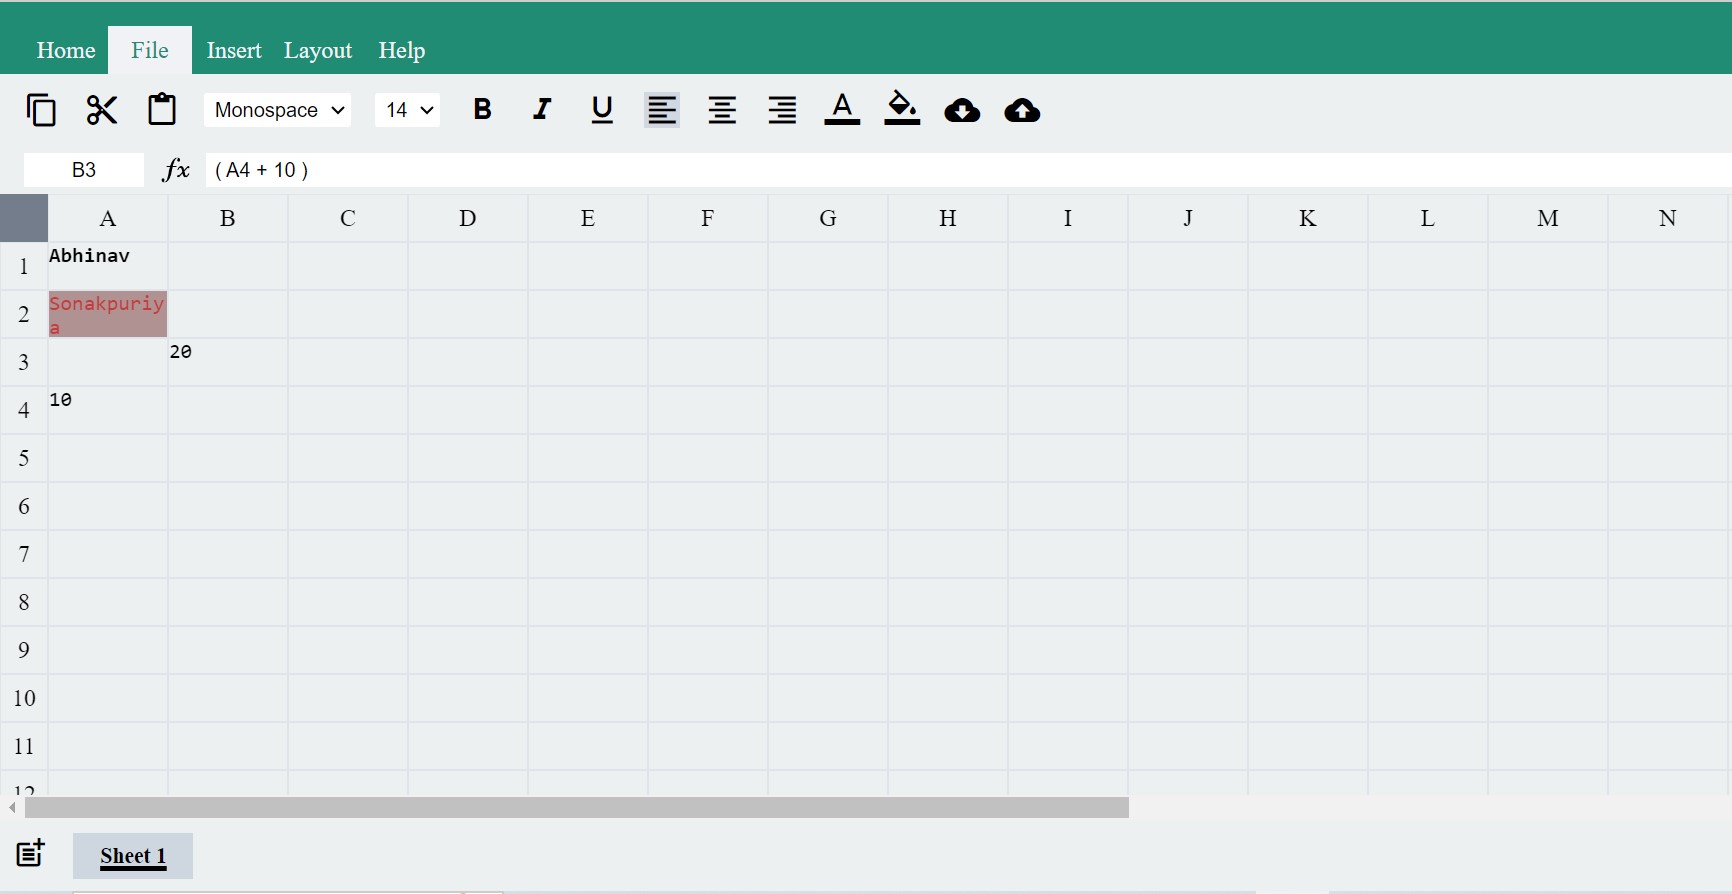 Home File Insert Layout Help
Monospace 14 B I U A
B3 fx ( A4 + 10 )
A B C D E F G H I J K L M N
1 Abhinav
2 Sonakpuriy
a
3 20
4 10
5
6
7
8
9
10
11
12
Sheet 1